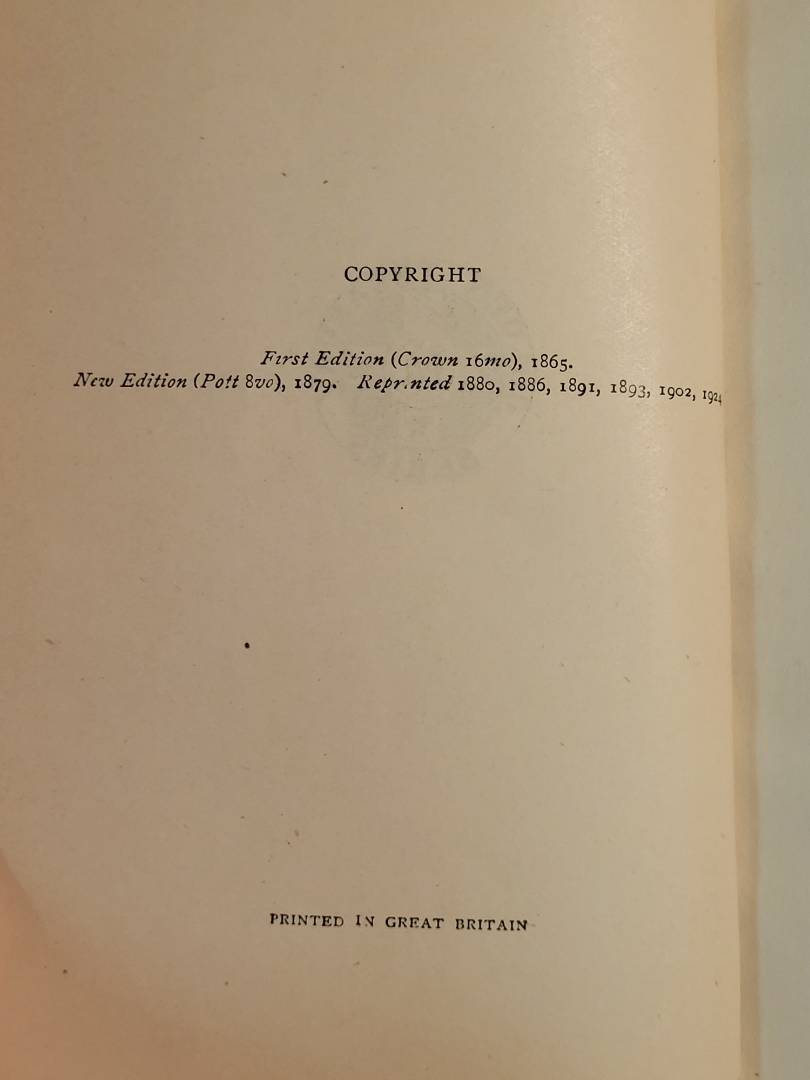 COPYRIGHT
First Edition (Crown 16mo), 1865.
New Edition (Pott 8vo), 1879. Reprinted 1880, 1886, 1891, 1893, 1902, 1924
PRINTED IN GREAT BRITAIN